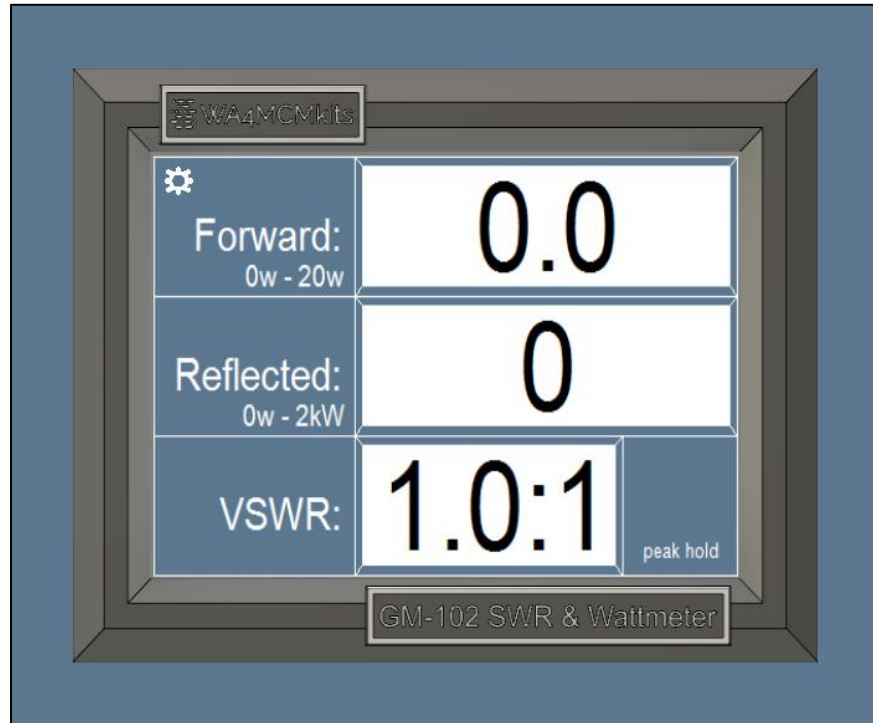 WA4MCMkits
Forward:
0w - 20w
0.0
Reflected:
0w - 2kW
0
VSWR:
1.0:1
peak hold
GM-102 SWR & Wattmeter